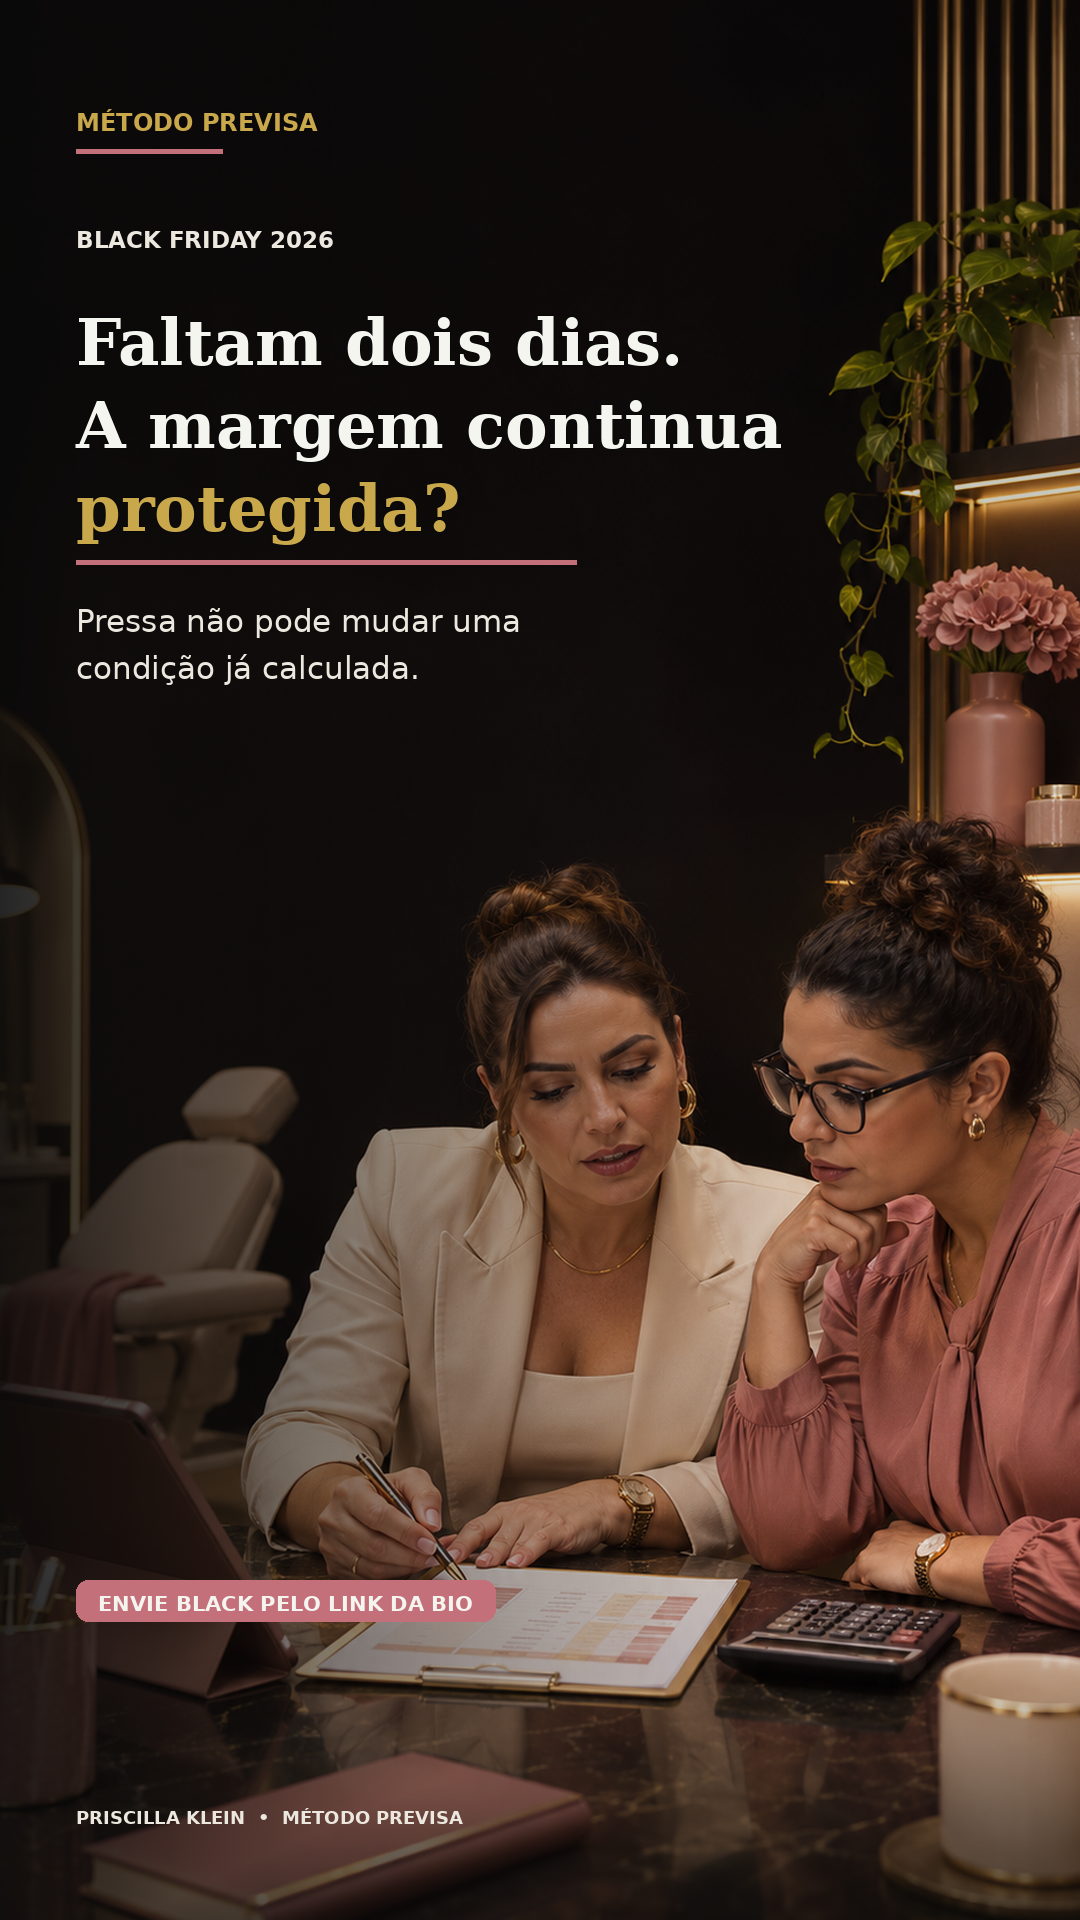 MÉTODO PREVISA
BLACK FRIDAY 2026
Faltam dois dias.
A margem continua
protegida?
Pressa não pode mudar uma
condição já calculada.
ENVIE BLACK PELO LINK DA BIO
PRISCILLA KLEIN • MÉTODO PREVISA